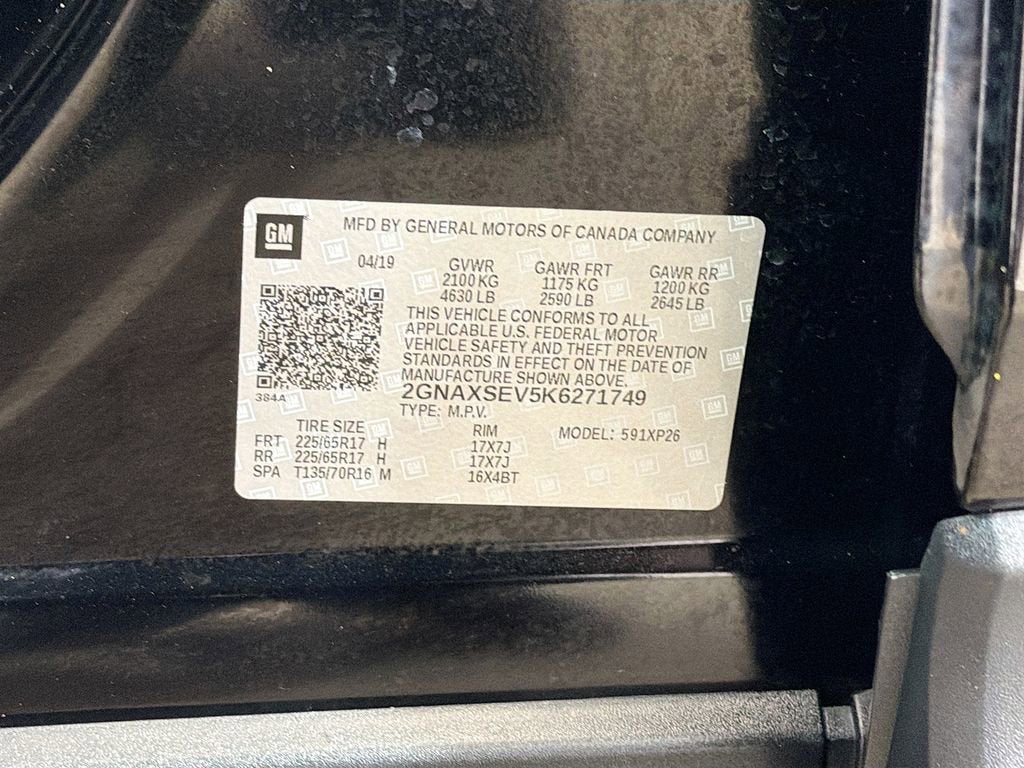 GM
MFD BY GENERAL MOTORS OF CANADA COMPANY
04/19 GVWR GAWR FRT GAWR RR
2100 KG 1175 KG 1200 KG
4630 LB 2590 LB 2645 LB
THIS VEHICLE CONFORMS TO ALL
APPLICABLE U.S. FEDERAL MOTOR
VEHICLE SAFETY AND THEFT PREVENTION
STANDARDS IN EFFECT ON THE DATE OF
MANUFACTURE SHOWN ABOVE.
384A
2GNAXSEV5K6271749
TYPE: M.P.V.
TIRE SIZE RIM MODEL: 591XP26
FRT 225/65R17 H 17X7J
RR 225/65R17 H 17X7J
SPA T135/70R16 M 16X4BT